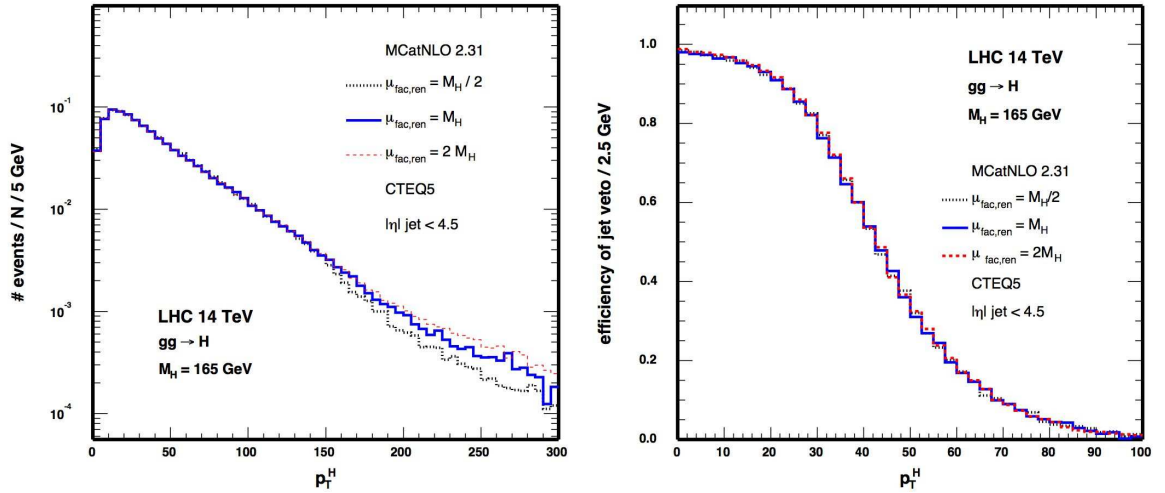 # events / N / 5 GeV
10⁻¹
10⁻²
10⁻³
10⁻⁴
MCatNLO 2.31
μfac,ren = MH / 2
μfac,ren = MH
μfac,ren = 2 MH
CTEQ5
|η| jet < 4.5
LHC 14 TeV
gg → H
MH = 165 GeV
0 50 100 150 200 250 300
pTH
efficiency of jet veto / 2.5 GeV
1.0
0.8
0.6
0.4
0.2
0.0
LHC 14 TeV
gg → H
MH = 165 GeV
MCatNLO 2.31
μfac,ren = MH/2
μfac,ren = MH
μ fac,ren = 2MH
CTEQ5
|η| jet < 4.5
0 10 20 30 40 50 60 70 80 90 100
pTH